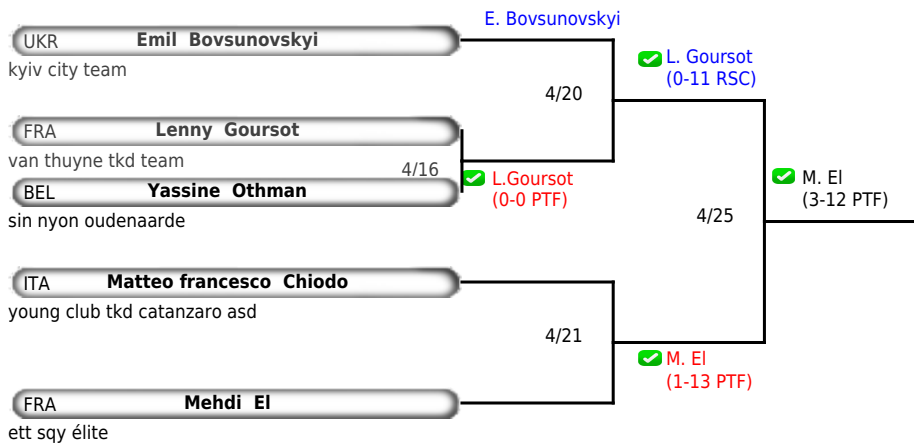 E. Bovsunovskyi
UKR Emil Bovsunovskyi
kyiv city team
L. Goursot
(0-11 RSC)
4/20
FRA Lenny Goursot
van thuyne tkd team
4/16
L.Goursot
(0-0 PTF)
BEL Yassine Othman
sin nyon oudenaarde
M. El
(3-12 PTF)
4/25
ITA Matteo francesco Chiodo
young club tkd catanzaro asd
4/21
M. El
(1-13 PTF)
FRA Mehdi El
ett sqy élite